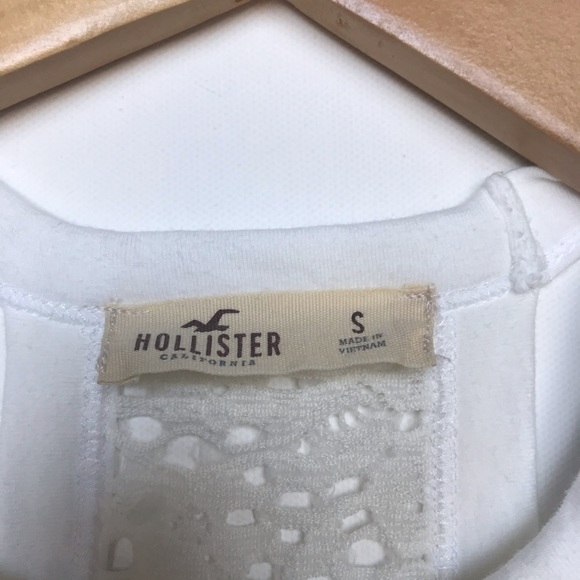 HOLLISTER
CALIFORNIA
S
MADE IN
VIETNAM